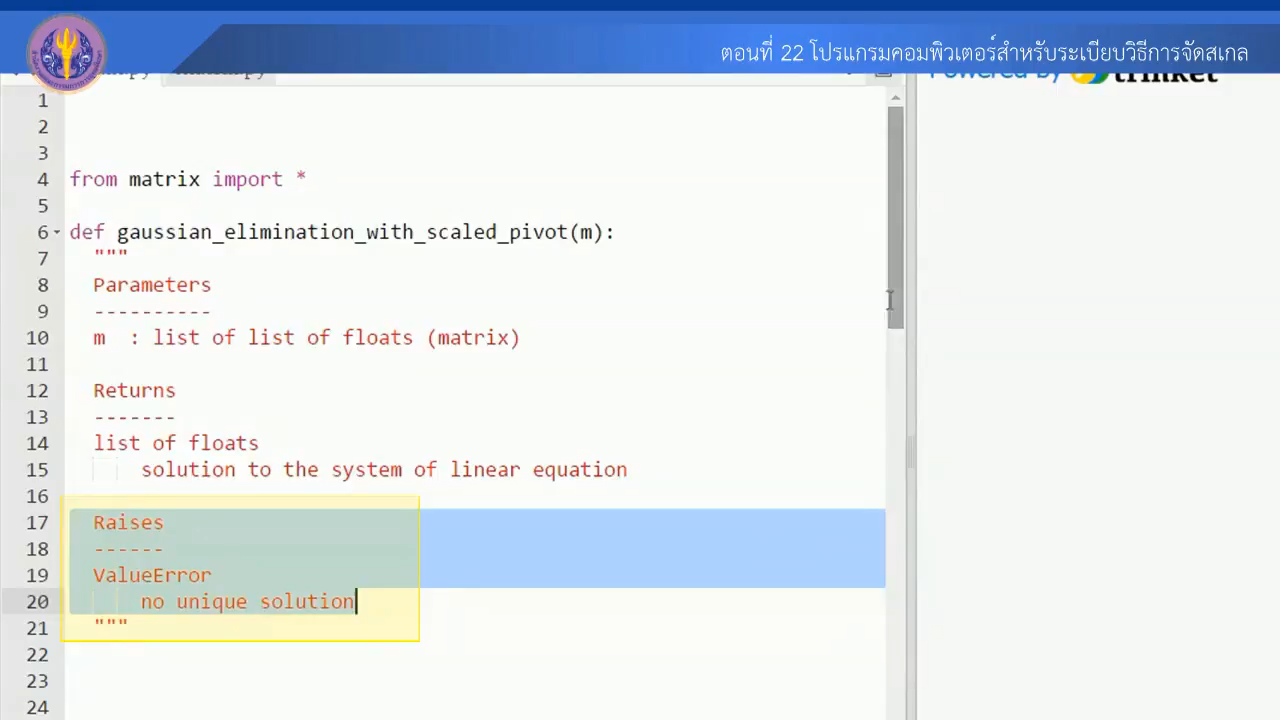 ตอนที่ 22 โปรแกรมคอมพิวเตอร์สำหรับระเบียบวิธีการจัดสเกล
Powered by trinket
1
2
3
4 from matrix import *
5
6 def gaussian_elimination_with_scaled_pivot(m):
7 """
8 Parameters
9 ----------
10 m : list of list of floats (matrix)
11
12 Returns
13 -------
14 list of floats
15 solution to the system of linear equation
16
17 Raises
18 ------
19 ValueError
20 no unique solution
21 """
22
23
24